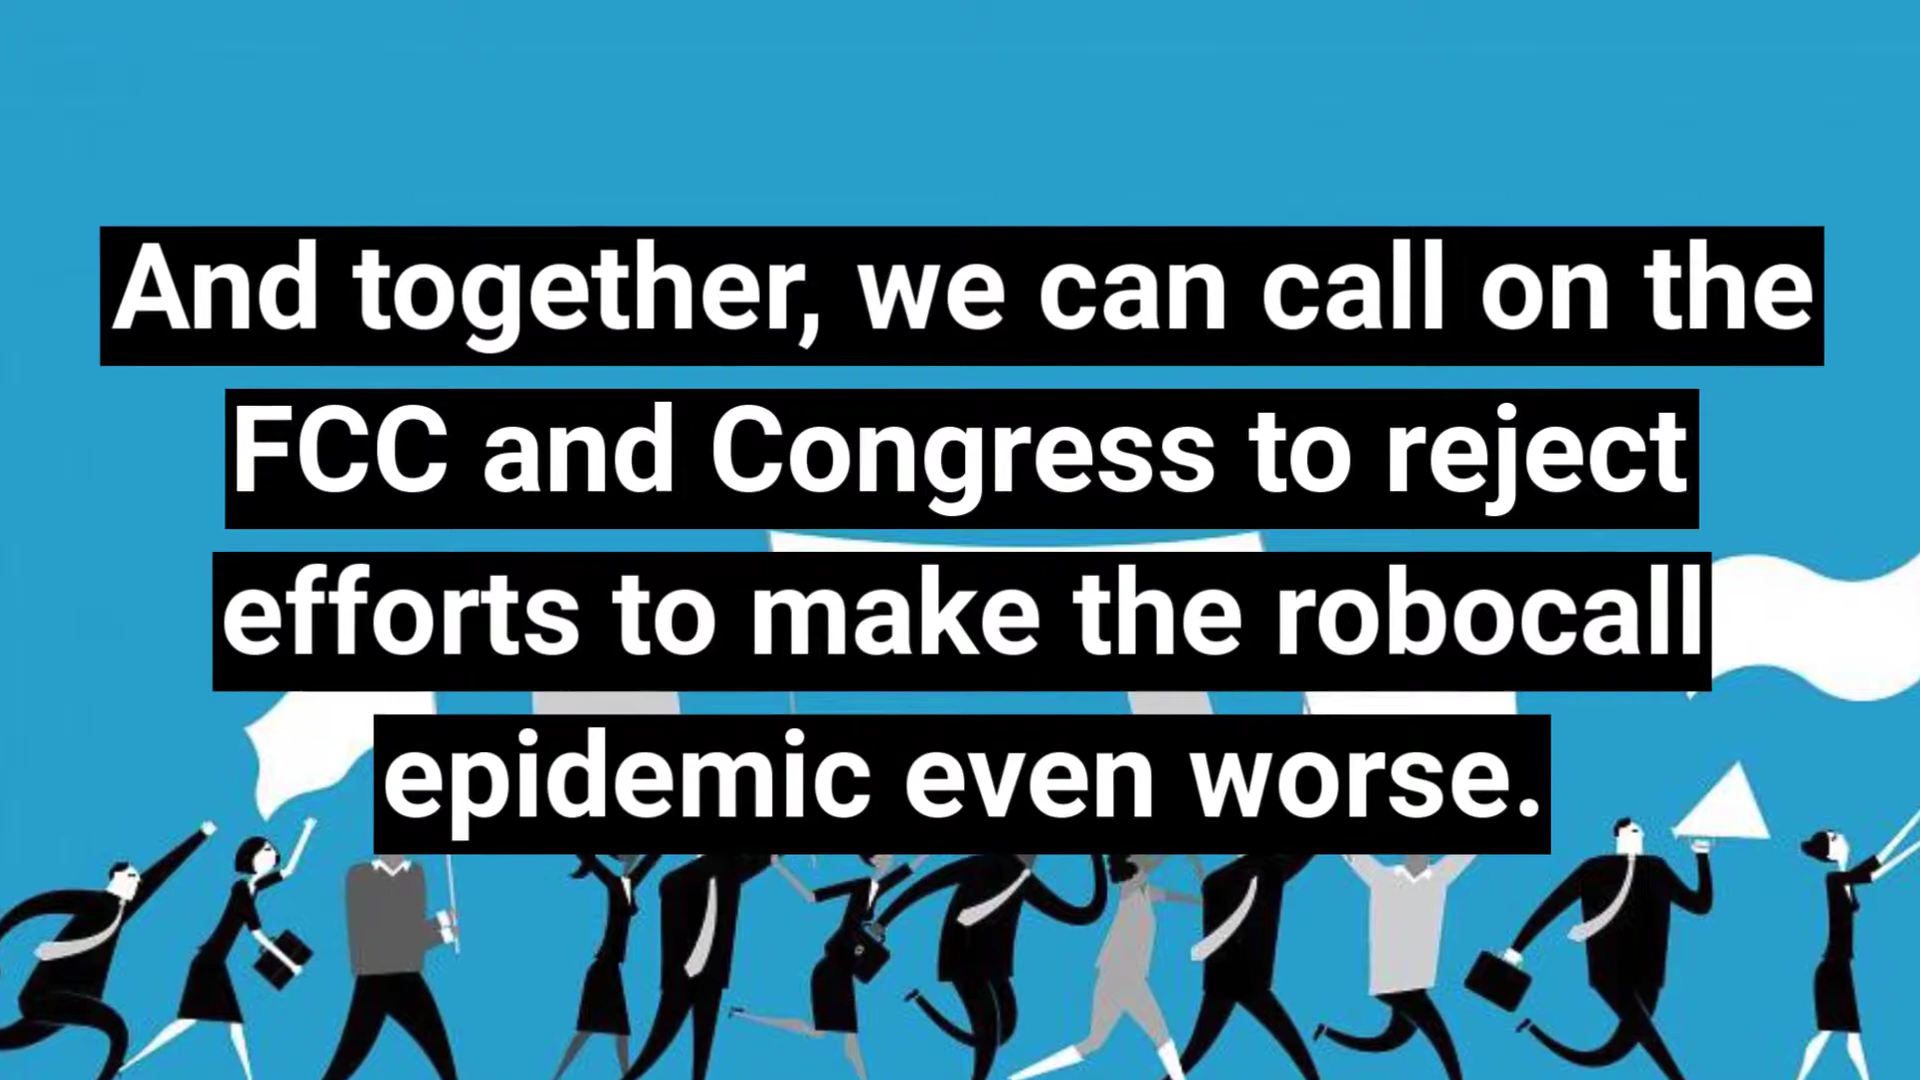 And together, we can call on the
FCC and Congress to reject
efforts to make the robocall
epidemic even worse.